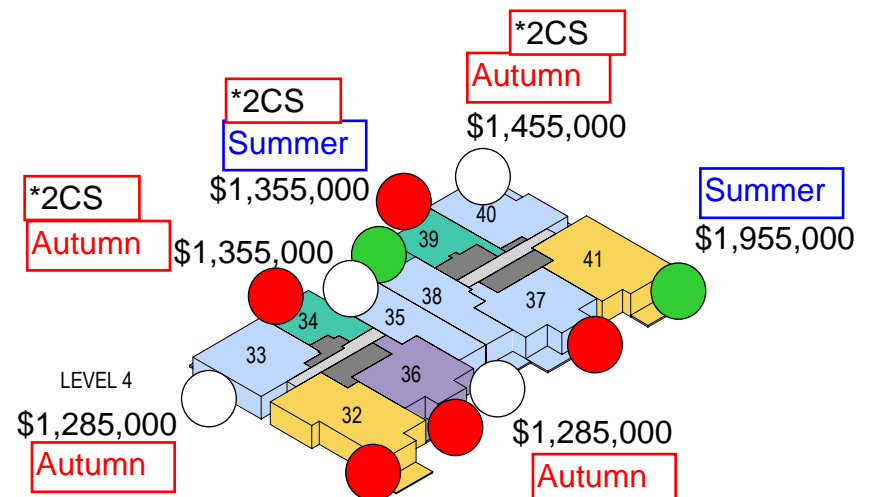 *2CS
Autumn
$1,455,000
*2CS
Summer
$1,355,000
*2CS
Autumn
$1,355,000
Summer
$1,955,000
40
39
41
38
37
34
35
33
36
32
LEVEL 4
$1,285,000
Autumn
$1,285,000
Autumn